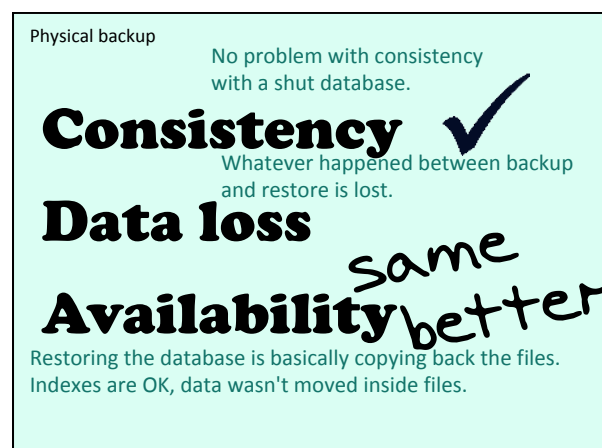 Physical backup
No problem with consistency
with a shut database.
Consistency
Whatever happened between backup
and restore is lost.
Data loss
same
Availability
better
Restoring the database is basically copying back the files.
Indexes are OK, data wasn't moved inside files.